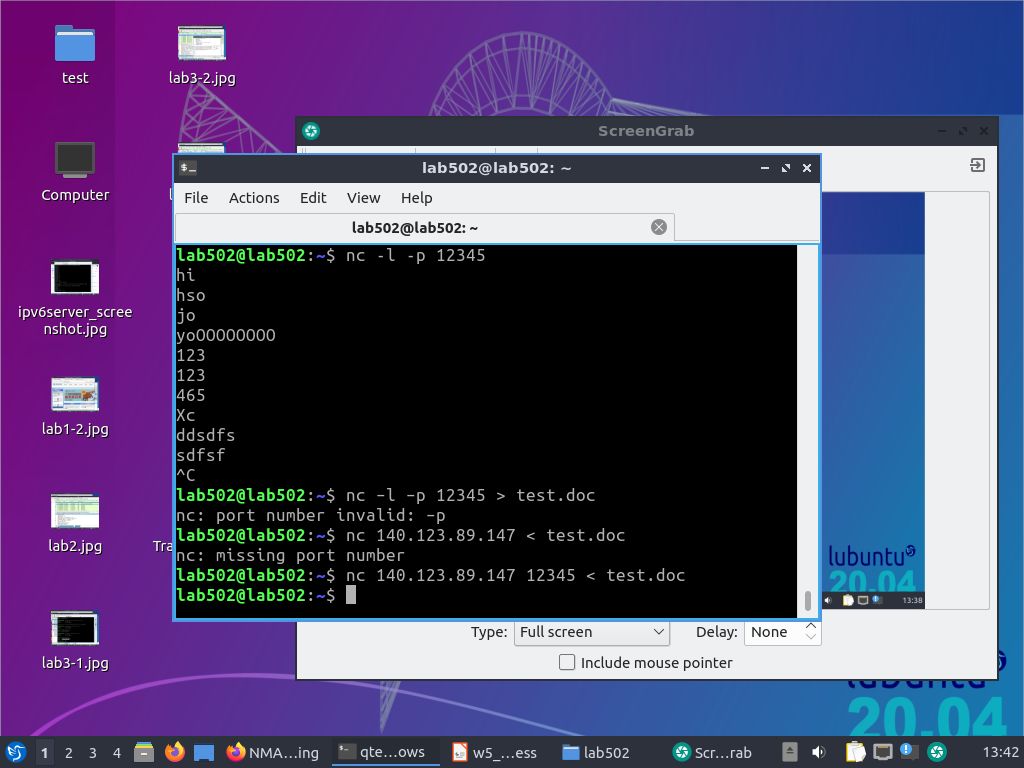 test
lab3-2.jpg
Computer
ipv6server_scree
nshot.jpg
lab1-2.jpg
lab2.jpg
lab3-1.jpg
ScreenGrab
lab502@lab502: ~
File Actions Edit View Help
lab502@lab502: ~
lab502@lab502:~$ nc -l -p 12345
hi
hso
jo
yoOOOOOOOO
123
123
465
Xc
ddsdfs
sdfsf
^C
lab502@lab502:~$ nc –l –p 12345 > test.doc
nc: port number invalid: –p
lab502@lab502:~$ nc 140.123.89.147 < test.doc
nc: missing port number
lab502@lab502:~$ nc 140.123.89.147 12345 < test.doc
lab502@lab502:~$
lubuntu
20.04
13:38
Type: Full screen Delay: None
Include mouse pointer
lubuntu
20.04
1 2 3 4 NMA...ing qte...ows w5_...ess lab502 Scr...rab 13:42